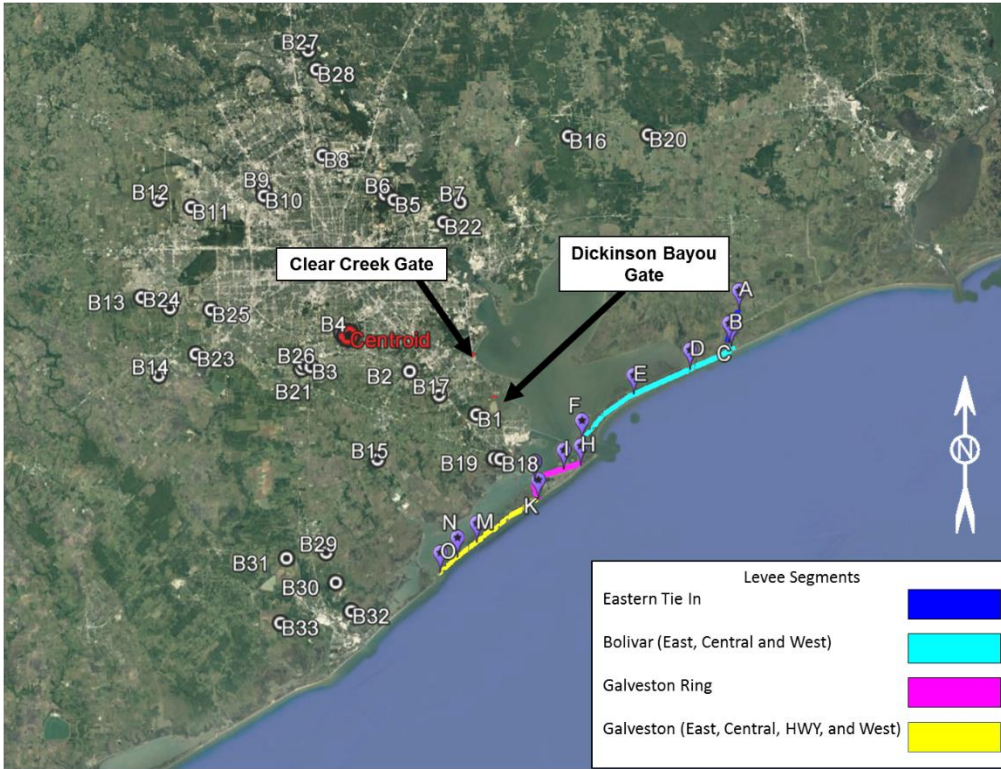 B27
B28
B16
B20
B8
B12
B9
B10
B11
B6
B5
B7
B22
Clear Creek Gate
Dickinson Bayou
Gate
A
B13
B24
B25
B4
Centroid
B
C
D
B14
B23
B26
B3
B21
B2
B17
E
B1
F
B15
B19
B18
I
H
K
N
M
O
B31
B29
B30
B33
B32
N
Levee Segments
Eastern Tie In
Bolivar (East, Central and West)
Galveston Ring
Galveston (East, Central, HWY, and West)